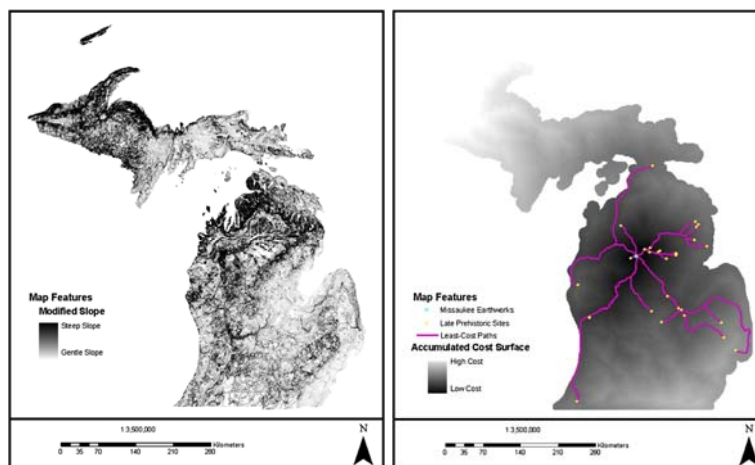 Map Features
Modified Slope
Steep Slope
Gentle Slope
1:3,500,000
Kilometers
0 35 70 140 210 280
N
Map Features
Missaukee Earthworks
Late Prehistoric Sites
Least-Cost Paths
Accumulated Cost Surface
High Cost
Low Cost
1:3,500,000
Kilometers
0 35 70 140 210 280
N